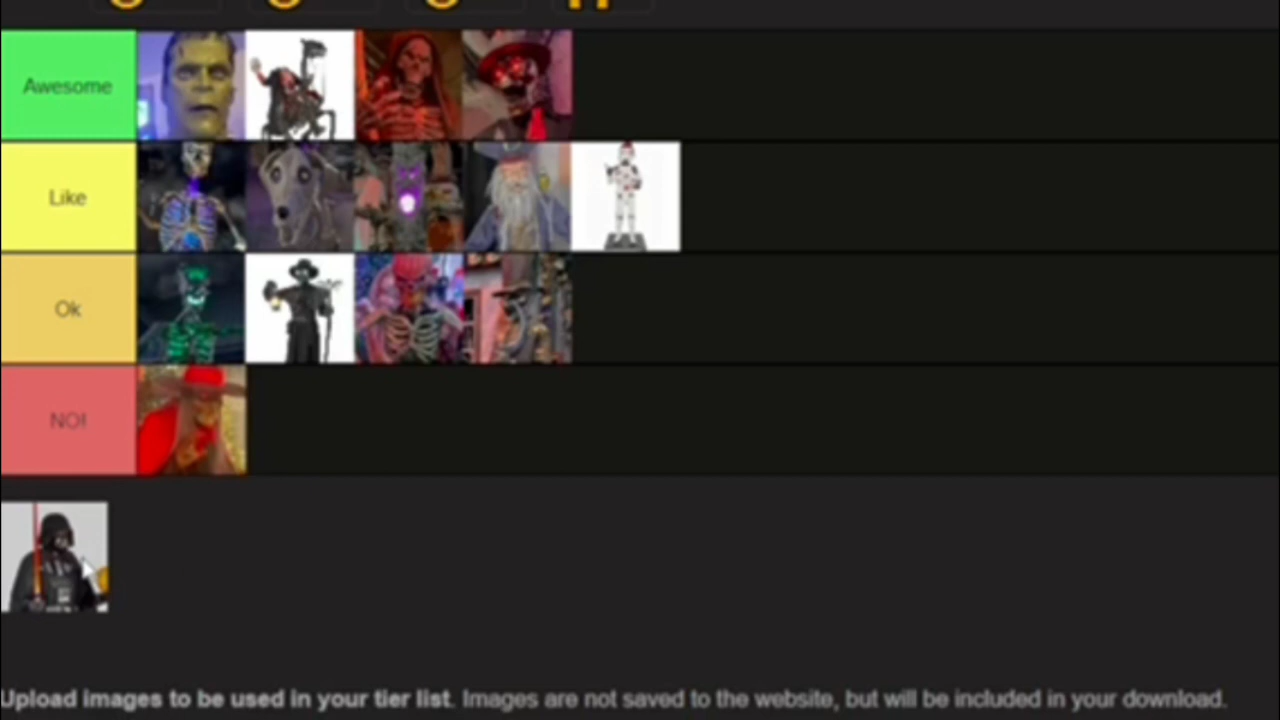 Awesome
Like
Ok
NO!
Upload images to be used in your tier list. Images are not saved to the website, but will be included in your download.